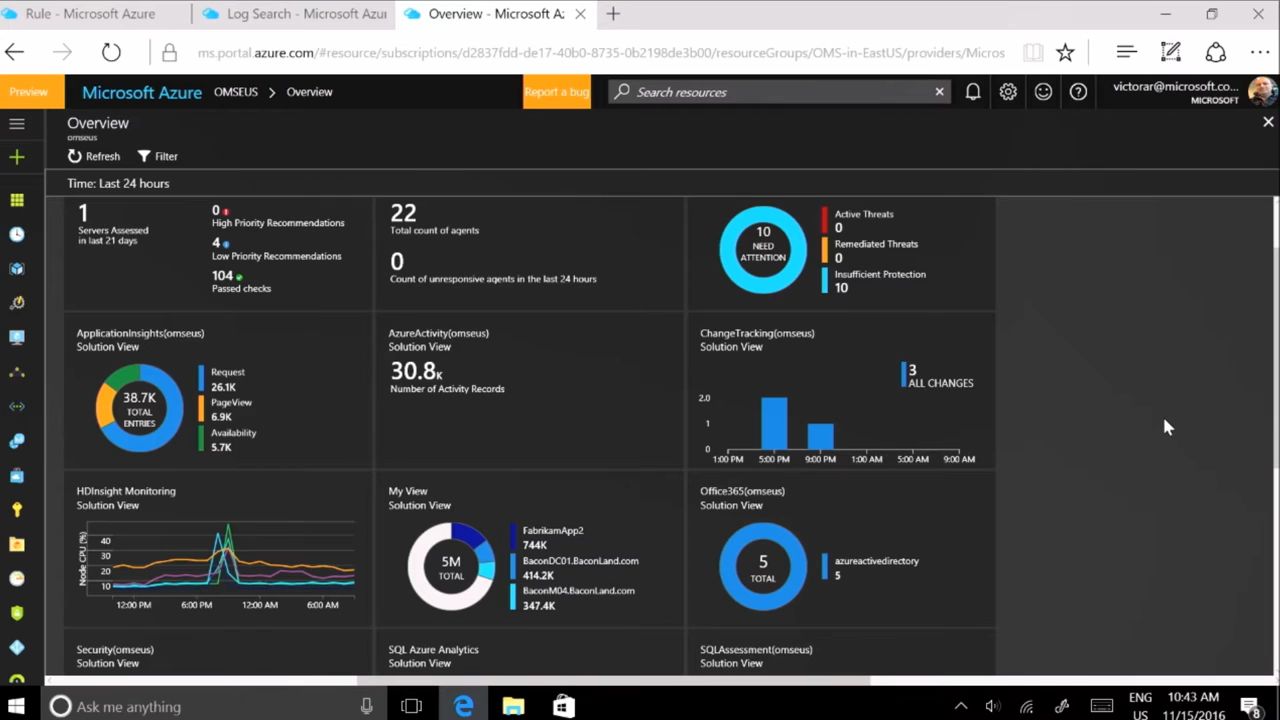 Rule - Microsoft Azure
Log Search - Microsoft Azur
Overview - Microsoft A:
ms.portal.azure.com/#resource/subscriptions/d2837fdd-de17-40b0-8735-0b2198de3b00/resourceGroups/OMS-in-EastUS/providers/Micros
Preview
Microsoft Azure
OMSEUS > Overview
Report a bug
Search resources
victorar@microsoft.co...
MICROSOFT
Overview
omseus
Refresh
Filter
Time: Last 24 hours
1
Servers Assessed
in last 21 days
0
High Priority Recommendations
4
Low Priority Recommendations
104
Passed checks
22
Total count of agents
0
Count of unresponsive agents in the last 24 hours
10
NEED
ATTENTION
Active Threats
0
Remediated Threats
0
Insufficient Protection
10
ApplicationInsights(omseus)
Solution View
38.7K
TOTAL
ENTRIES
Request
26.1K
PageView
6.9K
Availability
5.7K
AzureActivity(omseus)
Solution View
30.8K
Number of Activity Records
ChangeTracking(omseus)
Solution View
3
ALL CHANGES
2.0
1
0
1:00 PM 5:00 PM 9:00 PM 1:00 AM 5:00 AM 9:00 AM
HDInsight Monitoring
Solution View
Node CPU (%)
40
30
20
10
12:00 PM 6:00 PM 12:00 AM 6:00 AM
My View
Solution View
5M
TOTAL
FabrikamApp2
744K
BaconDC01.BaconLand.com
414.2K
BaconM04.BaconLand.com
347.4K
Office365(omseus)
Solution View
5
TOTAL
azureactivedirectory
5
Security(omseus)
Solution View
SQL Azure Analytics
Solution View
SQLAssessment(omseus)
Solution View
Ask me anything
ENG
US
10:43 AM
11/15/2016
8